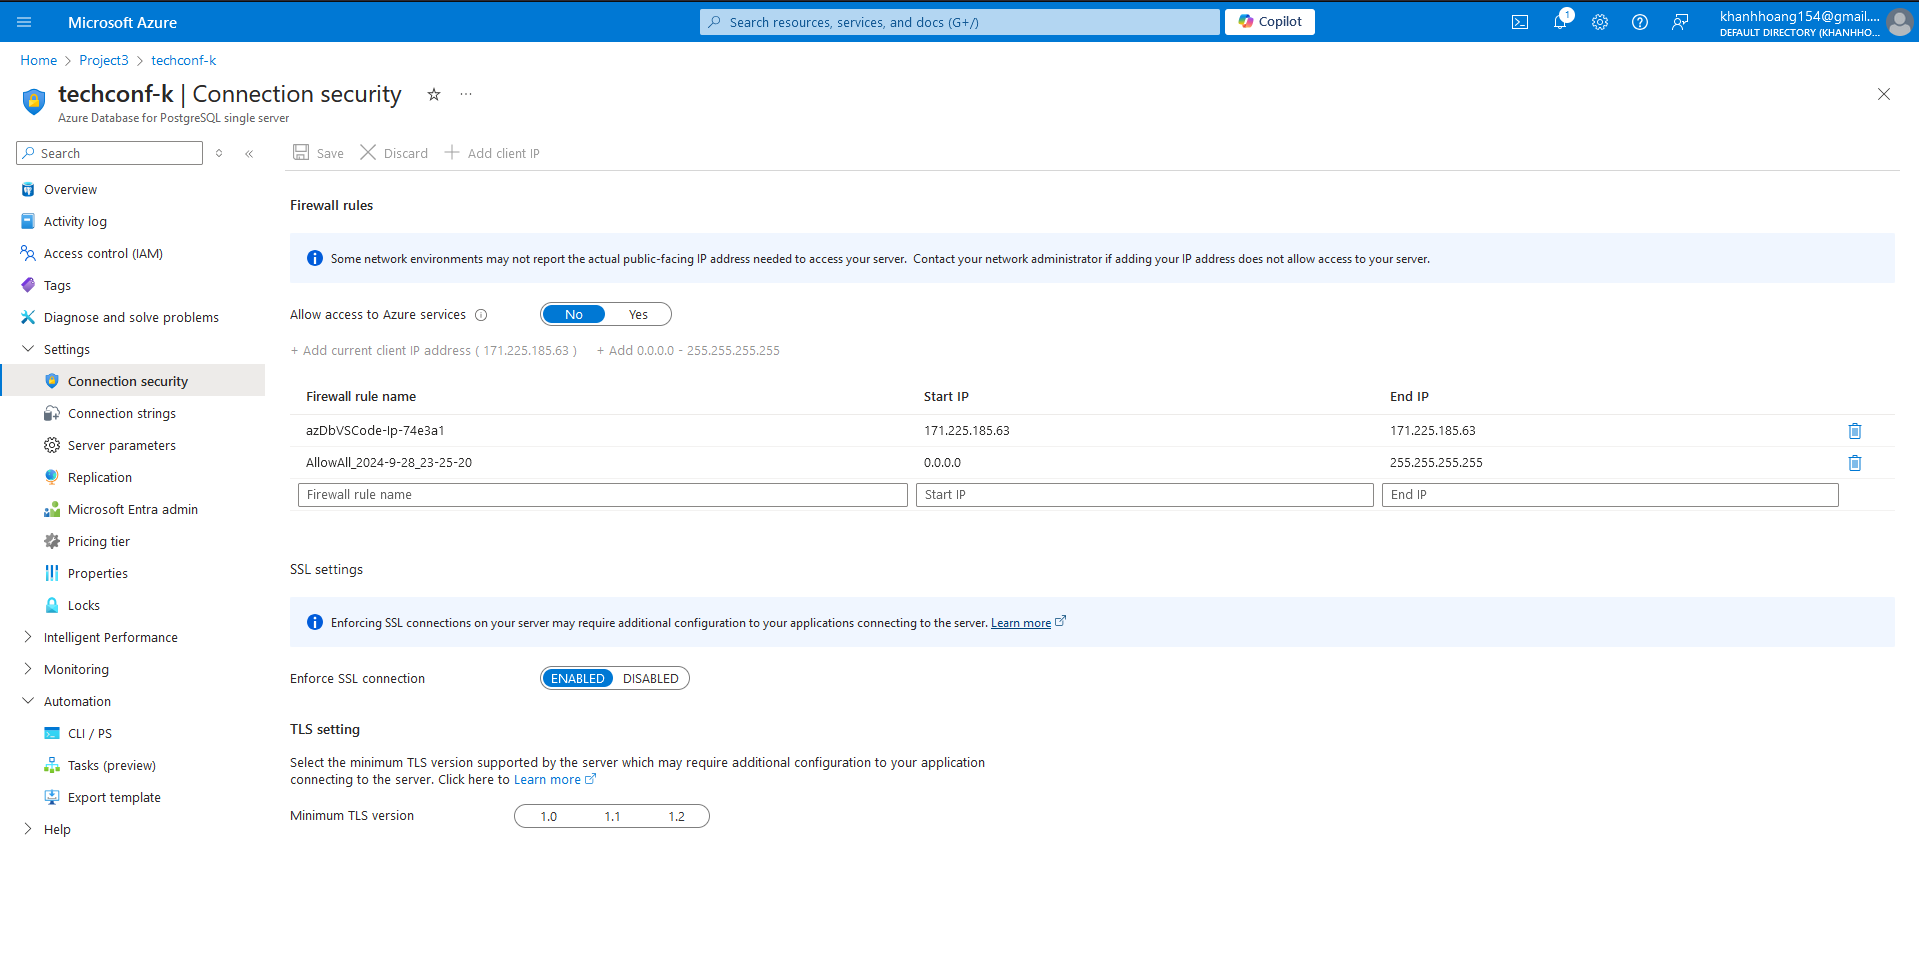 Microsoft Azure
Search resources, services, and docs (G+/)
Copilot
1
khanhhoang154@gmail....
DEFAULT DIRECTORY (KHANHHO...
Home > Project3 > techconf-k
techconf-k | Connection security
Azure Database for PostgreSQL single server
Search
Save
Discard
Add client IP
Overview
Activity log
Access control (IAM)
Tags
Diagnose and solve problems
Settings
Connection security
Connection strings
Server parameters
Replication
Microsoft Entra admin
Pricing tier
Properties
Locks
Intelligent Performance
Monitoring
Automation
CLI / PS
Tasks (preview)
Export template
Help
Firewall rules
Some network environments may not report the actual public-facing IP address needed to access your server. Contact your network administrator if adding your IP address does not allow access to your server.
Allow access to Azure services No Yes
+ Add current client IP address ( 171.225.185.63 ) + Add 0.0.0.0 - 255.255.255.255
Firewall rule name Start IP End IP
azDbVSCode-Ip-74e3a1 171.225.185.63 171.225.185.63
AllowAll_2024-9-28_23-25-20 0.0.0.0 255.255.255.255
Firewall rule name Start IP End IP
SSL settings
Enforcing SSL connections on your server may require additional configuration to your applications connecting to the server. Learn more
Enforce SSL connection ENABLED DISABLED
TLS setting
Select the minimum TLS version supported by the server which may require additional configuration to your application
connecting to the server. Click here to Learn more
Minimum TLS version 1.0 1.1 1.2